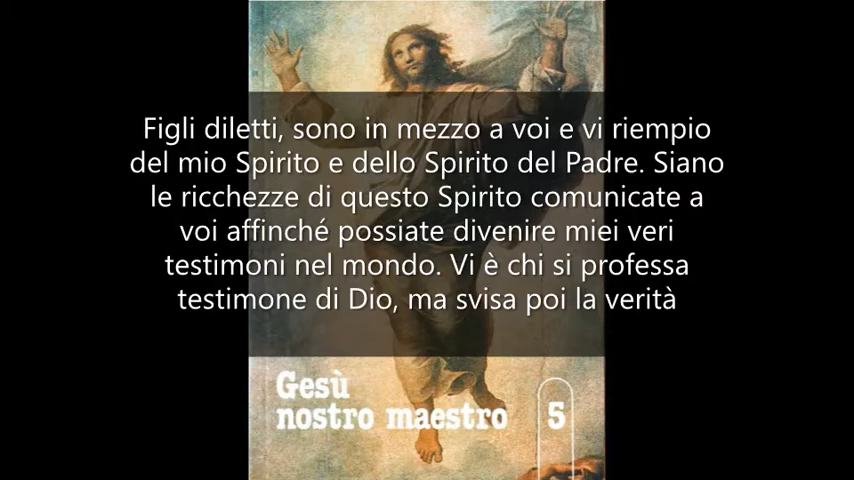 Figli diletti, sono in mezzo a voi e vi riempio
del mio Spirito e dello Spirito del Padre. Siano
le ricchezze di questo Spirito comunicate a
voi affinché possiate divenire miei veri
testimoni nel mondo. Vi è chi si professa
testimone di Dio, ma svisa poi la verità
Gesù
nostro maestro
5